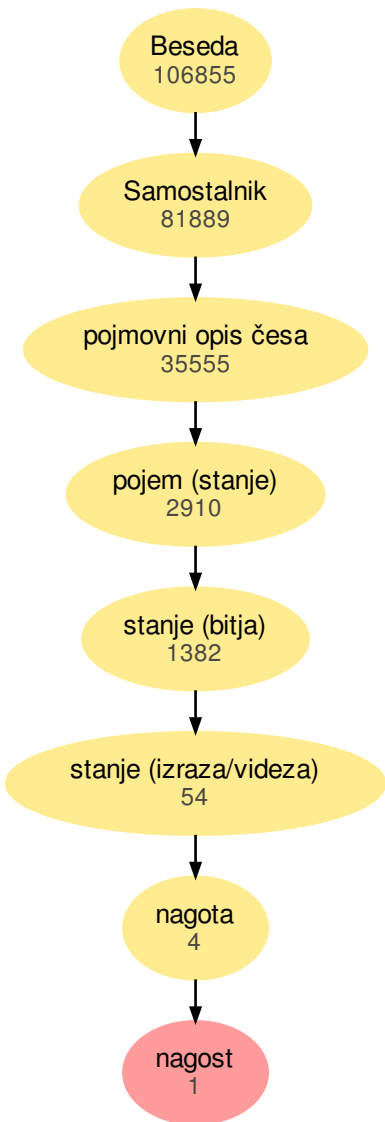 Beseda
106855
Samostalnik
81889
pojmovni opis česa
35555
pojem (stanje)
2910
stanje (bitja)
1382
stanje (izraza/videza)
54
nagota
4
nagost
1